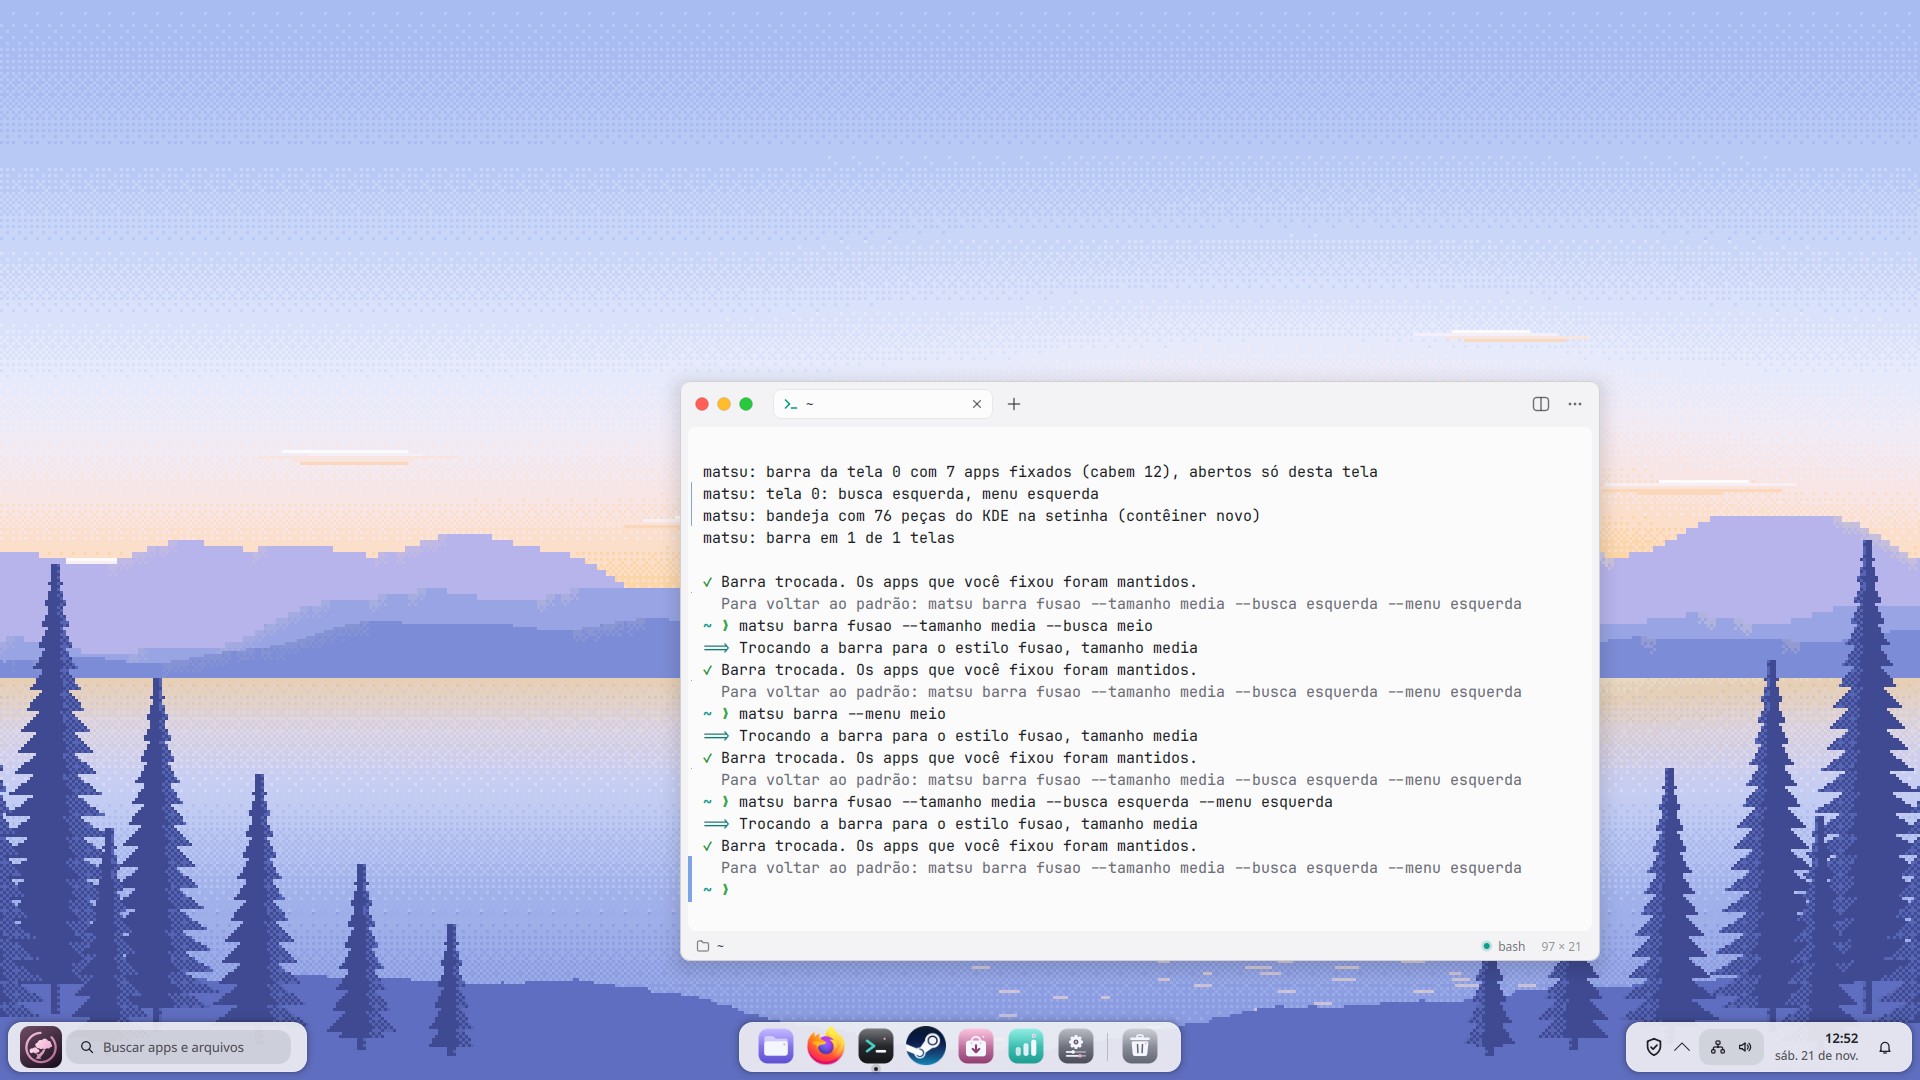 ~
matsu: barra da tela 0 com 7 apps fixados (cabem 12), abertos só desta tela
matsu: tela 0: busca esquerda, menu esquerda
matsu: bandeja com 76 peças do KDE na setinha (contêiner novo)
matsu: barra em 1 de 1 telas
✓ Barra trocada. Os apps que você fixou foram mantidos.
Para voltar ao padrão: matsu barra fusao --tamanho media --busca esquerda --menu esquerda
~ ❯ matsu barra fusao --tamanho media --busca meio
==> Trocando a barra para o estilo fusao, tamanho media
✓ Barra trocada. Os apps que você fixou foram mantidos.
Para voltar ao padrão: matsu barra fusao --tamanho media --busca esquerda --menu esquerda
~ ❯ matsu barra --menu meio
==> Trocando a barra para o estilo fusao, tamanho media
✓ Barra trocada. Os apps que você fixou foram mantidos.
Para voltar ao padrão: matsu barra fusao --tamanho media --busca esquerda --menu esquerda
~ ❯ matsu barra fusao --tamanho media --busca esquerda --menu esquerda
==> Trocando a barra para o estilo fusao, tamanho media
✓ Barra trocada. Os apps que você fixou foram mantidos.
Para voltar ao padrão: matsu barra fusao --tamanho media --busca esquerda --menu esquerda
~ ❯
~
bash 97 × 21
Buscar apps e arquivos
12:52
sáb. 21 de nov.